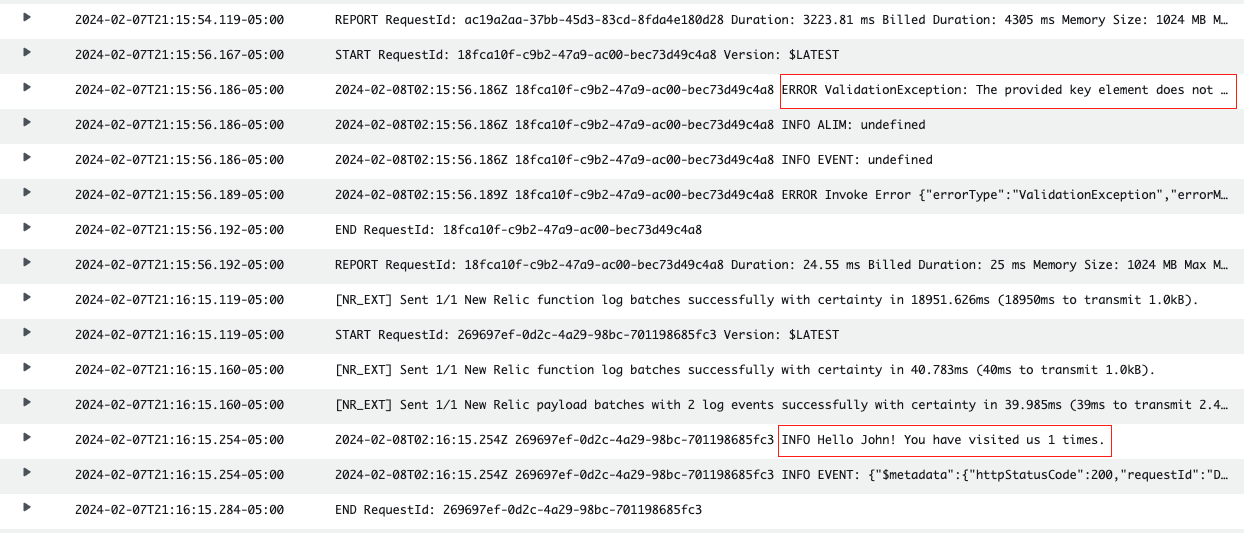 2024-02-07T21:15:54.119-05:00 REPORT RequestId: ac19a2aa-37bb-45d3-83cd-8fda4e180d28 Duration: 3223.81 ms Billed Duration: 4305 ms Memory Size: 1024 MB M…
2024-02-07T21:15:56.167-05:00 START RequestId: 18fca10f-c9b2-47a9-ac00-bec73d49c4a8 Version: $LATEST
2024-02-07T21:15:56.186-05:00 2024-02-08T02:15:56.186Z 18fca10f-c9b2-47a9-ac00-bec73d49c4a8 ERROR ValidationException: The provided key element does not …
2024-02-07T21:15:56.186-05:00 2024-02-08T02:15:56.186Z 18fca10f-c9b2-47a9-ac00-bec73d49c4a8 INFO ALIM: undefined
2024-02-07T21:15:56.186-05:00 2024-02-08T02:15:56.186Z 18fca10f-c9b2-47a9-ac00-bec73d49c4a8 INFO EVENT: undefined
2024-02-07T21:15:56.189-05:00 2024-02-08T02:15:56.189Z 18fca10f-c9b2-47a9-ac00-bec73d49c4a8 ERROR Invoke Error {"errorType":"ValidationException","errorM…
2024-02-07T21:15:56.192-05:00 END RequestId: 18fca10f-c9b2-47a9-ac00-bec73d49c4a8
2024-02-07T21:15:56.192-05:00 REPORT RequestId: 18fca10f-c9b2-47a9-ac00-bec73d49c4a8 Duration: 24.55 ms Billed Duration: 25 ms Memory Size: 1024 MB Max M…
2024-02-07T21:16:15.119-05:00 [NR_EXT] Sent 1/1 New Relic function log batches successfully with certainty in 18951.626ms (18950ms to transmit 1.0kB).
2024-02-07T21:16:15.119-05:00 START RequestId: 269697ef-0d2c-4a29-98bc-701198685fc3 Version: $LATEST
2024-02-07T21:16:15.160-05:00 [NR_EXT] Sent 1/1 New Relic function log batches successfully with certainty in 40.783ms (40ms to transmit 1.0kB).
2024-02-07T21:16:15.160-05:00 [NR_EXT] Sent 1/1 New Relic payload batches with 2 log events successfully with certainty in 39.985ms (39ms to transmit 2.4…
2024-02-07T21:16:15.254-05:00 2024-02-08T02:16:15.254Z 269697ef-0d2c-4a29-98bc-701198685fc3 INFO Hello John! You have visited us 1 times.
2024-02-07T21:16:15.254-05:00 2024-02-08T02:16:15.254Z 269697ef-0d2c-4a29-98bc-701198685fc3 INFO EVENT: {"$metadata":{"httpStatusCode":200,"requestId":"D…
2024-02-07T21:16:15.284-05:00 END RequestId: 269697ef-0d2c-4a29-98bc-701198685fc3